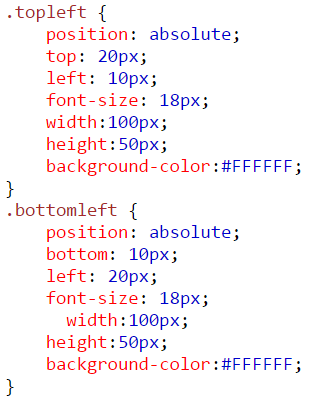 .topleft {
    position: absolute;
    top: 20px;
    left: 10px;
    font-size: 18px;
    width:100px;
    height:50px;
    background-color:#FFFFFF;
}
.bottomleft {
    position: absolute;
    bottom: 10px;
    left: 20px;
    font-size: 18px;
      width:100px;
    height:50px;
    background-color:#FFFFFF;
}